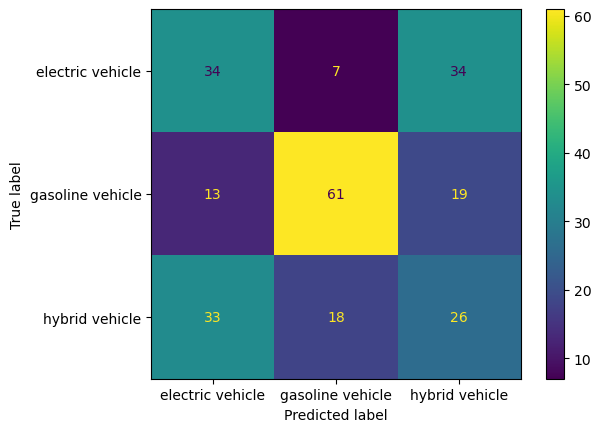 electric vehicle 34 7 34
gasoline vehicle 13 61 19
hybrid vehicle 33 18 26
True label
electric vehicle gasoline vehicle hybrid vehicle
Predicted label
60
50
40
30
20
10